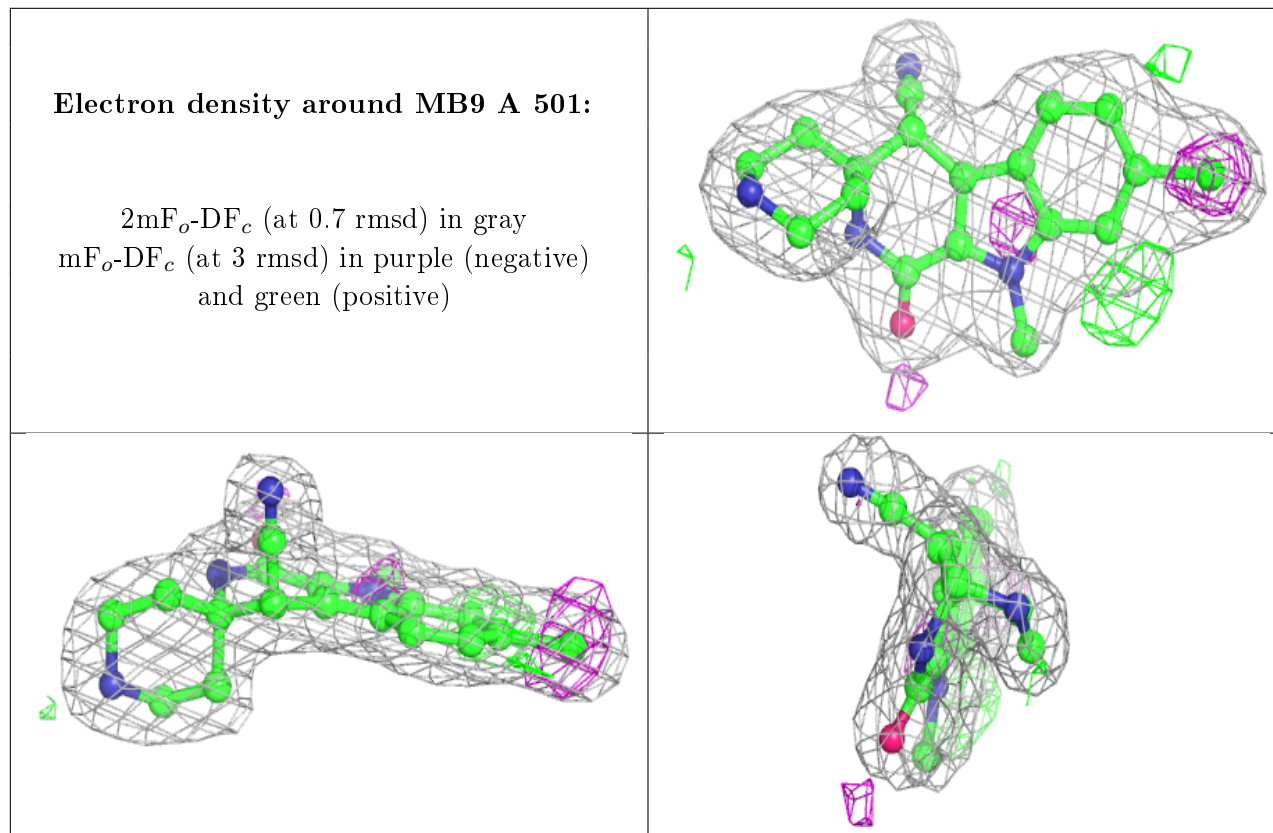 Electron density around MB9 A 501:
2mFo-DFc (at 0.7 rmsd) in gray
mFo-DFc (at 3 rmsd) in purple (negative)
and green (positive)